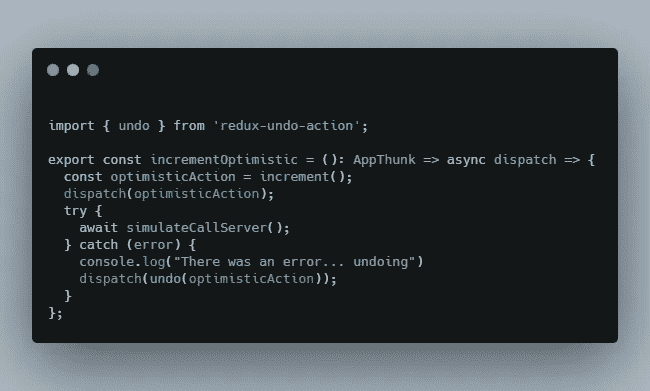 import { undo } from 'redux-undo-action';
export const incrementOptimistic = (): AppThunk => async dispatch => {
const optimisticAction = increment();
dispatch(optimisticAction);
try {
await simulateCallServer();
} catch (error) {
console.log("There was an error... undoing")
dispatch(undo(optimisticAction));
}
};